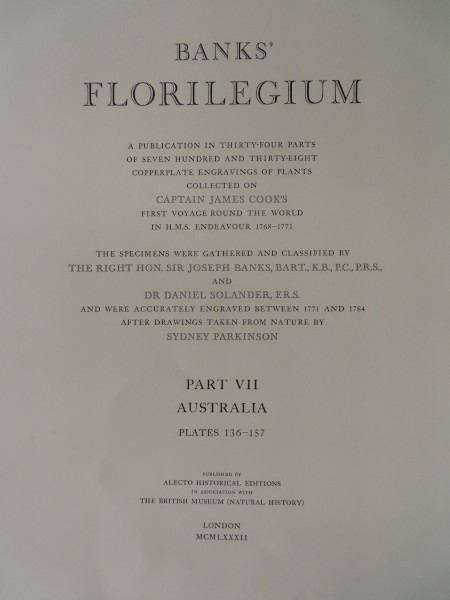 BANKS'
FLORILEGIUM
A PUBLICATION IN THIRTY-FOUR PARTS
OF SEVEN HUNDRED AND THIRTY-EIGHT
COPPERPLATE ENGRAVINGS OF PLANTS
COLLECTED ON
CAPTAIN JAMES COOK'S
FIRST VOYAGE ROUND THE WORLD
IN H.M.S. ENDEAVOUR 1768–1771
THE SPECIMENS WERE GATHERED AND CLASSIFIED BY
THE RIGHT HON. SIR JOSEPH BANKS, BART., K.B., P.C., P.R.S.,
AND
DR DANIEL SOLANDER, F.R.S.
AND WERE ACCURATELY ENGRAVED BETWEEN 1771 AND 1784
AFTER DRAWINGS TAKEN FROM NATURE BY
SYDNEY PARKINSON
PART VII
AUSTRALIA
PLATES 136–157
PUBLISHED BY
ALECTO HISTORICAL EDITIONS
IN ASSOCIATION WITH
THE BRITISH MUSEUM (NATURAL HISTORY)
LONDON
MCMLXXXII